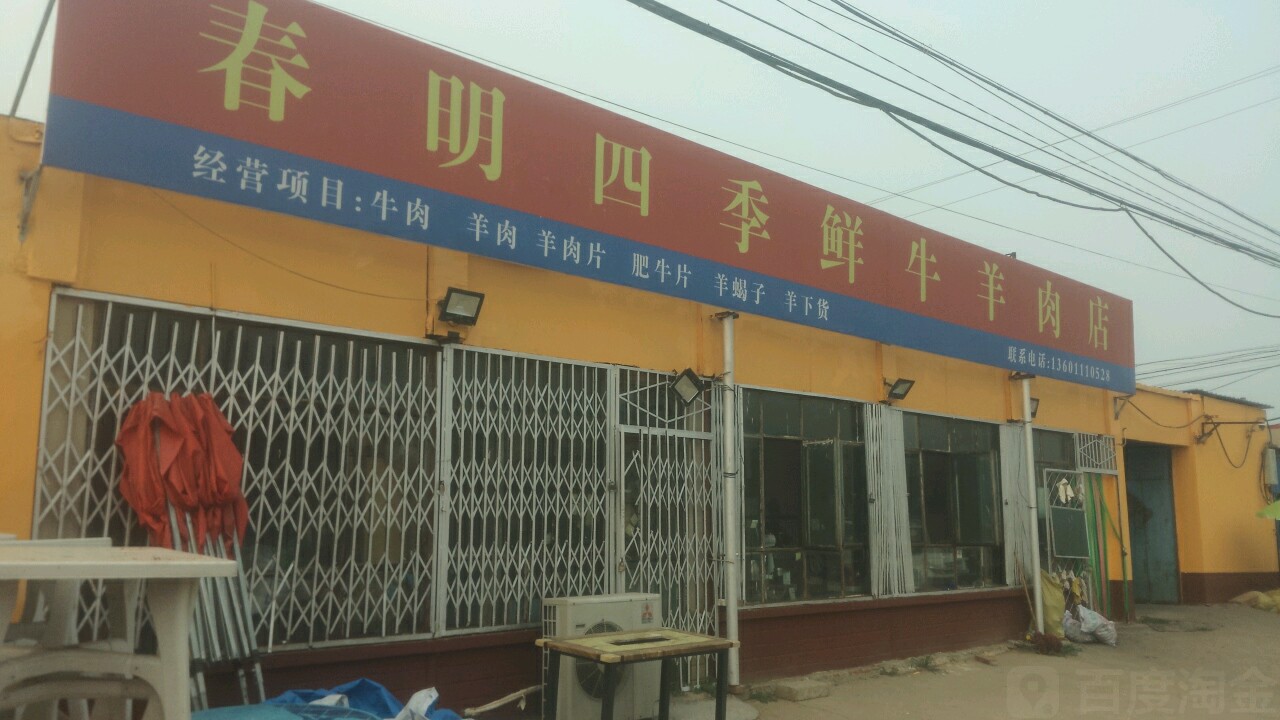 春明四季鲜牛羊肉店
经营项目:牛肉 羊肉 羊肉片 肥牛片 羊蝎子 羊下货
联系电话:13601110528
百度淘金